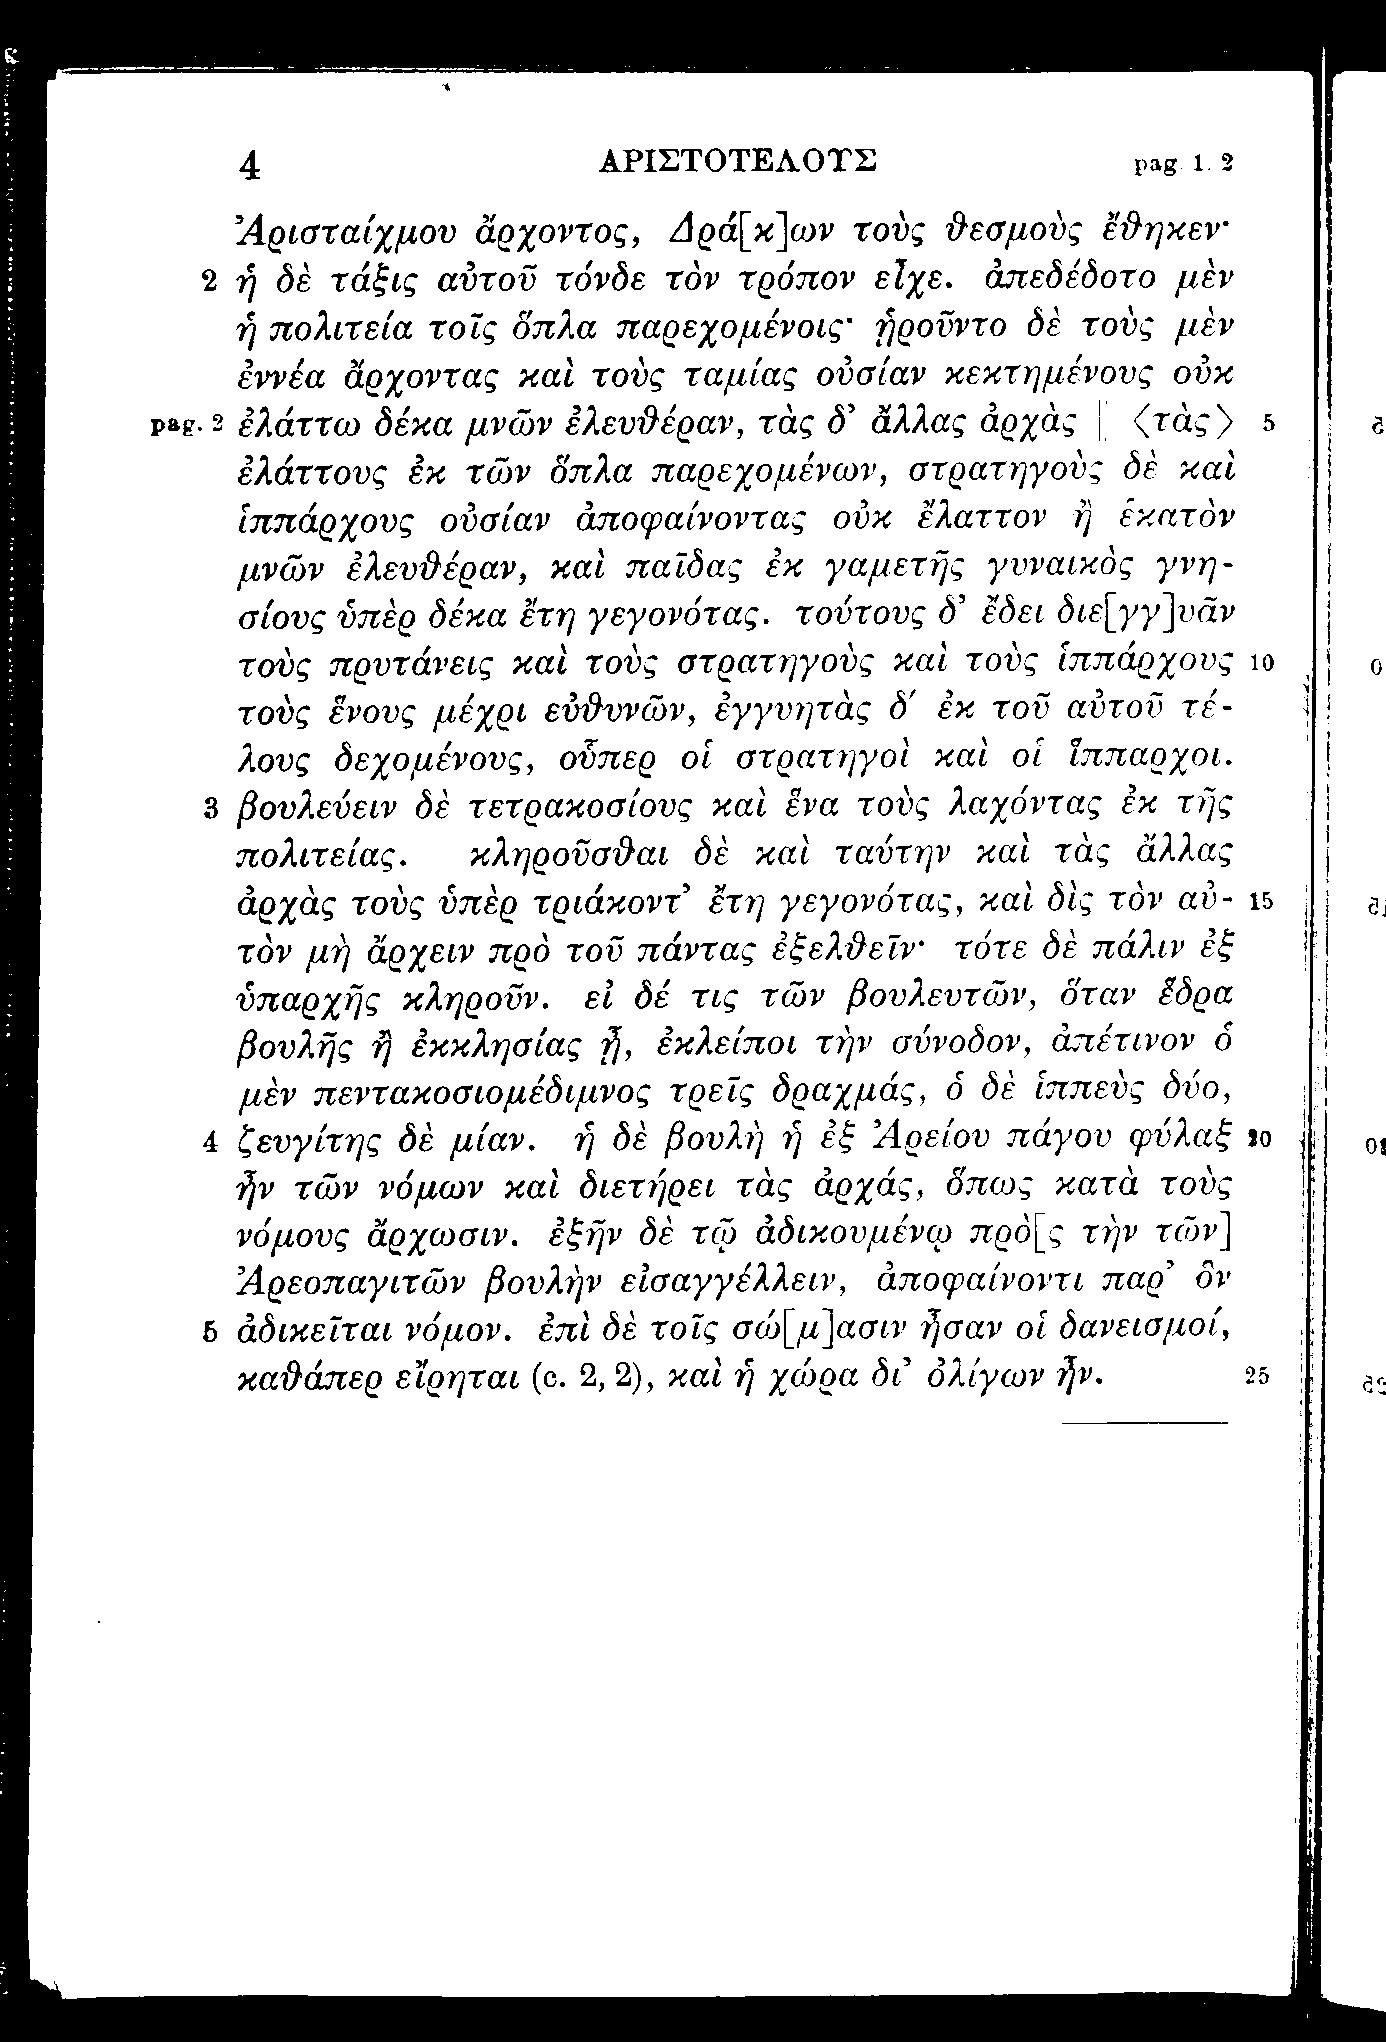 4 ΑΡΙΣΤΟΤΕΛΟΥΣ pag 1. 2
Ἀρισταίχμου ἄρχοντος, Δρά[κ]ων τοὺς θεσμοὺς ἔθηκεν·
2 ἡ δὲ τάξις αὐτοῦ τόνδε τὸν τρόπον εἶχε. ἀπεδέδοτο μὲν
ἡ πολιτεία τοῖς ὅπλα παρεχομένοις· ᾑροῦντο δὲ τοὺς μὲν
ἐννέα ἄρχοντας καὶ τοὺς ταμίας οὐσίαν κεκτημένους οὐκ
pag. 2 ἐλάττω δέκα μνῶν ἐλευθέραν, τὰς δ’ ἄλλας ἀρχὰς | ⟨τὰς⟩ 5
ἐλάττους ἐκ τῶν ὅπλα παρεχομένων, στρατηγοὺς δὲ καὶ
ἱππάρχους οὐσίαν ἀποφαίνοντας οὐκ ἔλαττον ἢ ἑκατὸν
μνῶν ἐλευθέραν, καὶ παῖδας ἐκ γαμετῆς γυναικὸς γνη-
σίους ὑπὲρ δέκα ἔτη γεγονότας. τούτους δ’ ἔδει διε[γγ]υᾶν
τοὺς πρυτάνεις καὶ τοὺς στρατηγοὺς καὶ τοὺς ἱππάρχους 10
τοὺς ἕνους μέχρι εὐθυνῶν, ἐγγυητὰς δ’ ἐκ τοῦ αὐτοῦ τέ-
λους δεχομένους, οὗπερ οἱ στρατηγοὶ καὶ οἱ ἵππαρχοι.
3 βουλεύειν δὲ τετρακοσίους καὶ ἕνα τοὺς λαχόντας ἐκ τῆς
πολιτείας. κληροῦσθαι δὲ καὶ ταύτην καὶ τὰς ἄλλας
ἀρχὰς τοὺς ὑπὲρ τριάκοντ’ ἔτη γεγονότας, καὶ δὶς τὸν αὐ- 15
τὸν μὴ ἄρχειν πρὸ τοῦ πάντας ἐξελθεῖν· τότε δὲ πάλιν ἐξ
ὑπαρχῆς κληροῦν. εἰ δέ τις τῶν βουλευτῶν, ὅταν ἕδρα
βουλῆς ἢ ἐκκλησίας ᾖ, ἐκλείποι τὴν σύνοδον, ἀπέτινον ὁ
μὲν πεντακοσιομέδιμνος τρεῖς δραχμάς, ὁ δὲ ἱππεὺς δύο,
4 ζευγίτης δὲ μίαν. ἡ δὲ βουλὴ ἡ ἐξ Ἀρείου πάγου φύλαξ 20
ἦν τῶν νόμων καὶ διετήρει τὰς ἀρχάς, ὅπως κατὰ τοὺς
νόμους ἄρχωσιν. ἐξῆν δὲ τῷ ἀδικουμένῳ πρὸ[ς τὴν τῶν]
Ἀρεοπαγιτῶν βουλὴν εἰσαγγέλλειν, ἀποφαίνοντι παρ’ ὃν
5 ἀδικεῖται νόμον. ἐπὶ δὲ τοῖς σώ[μ]ασιν ἦσαν οἱ δανεισμοί,
καθάπερ εἴρηται (c. 2, 2), καὶ ἡ χώρα δι’ ὀλίγων ἦν. 25